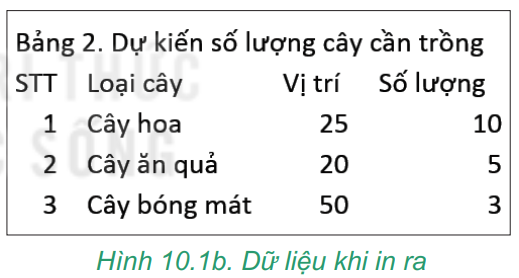 Bảng 2. Dự kiến số lượng cây cần trồng
STT Loại cây Vị trí Số lượng
1 Cây hoa 25 10
2 Cây ăn quả 20 5
3 Cây bóng mát 50 3
Hình 10.1b. Dữ liệu khi in ra